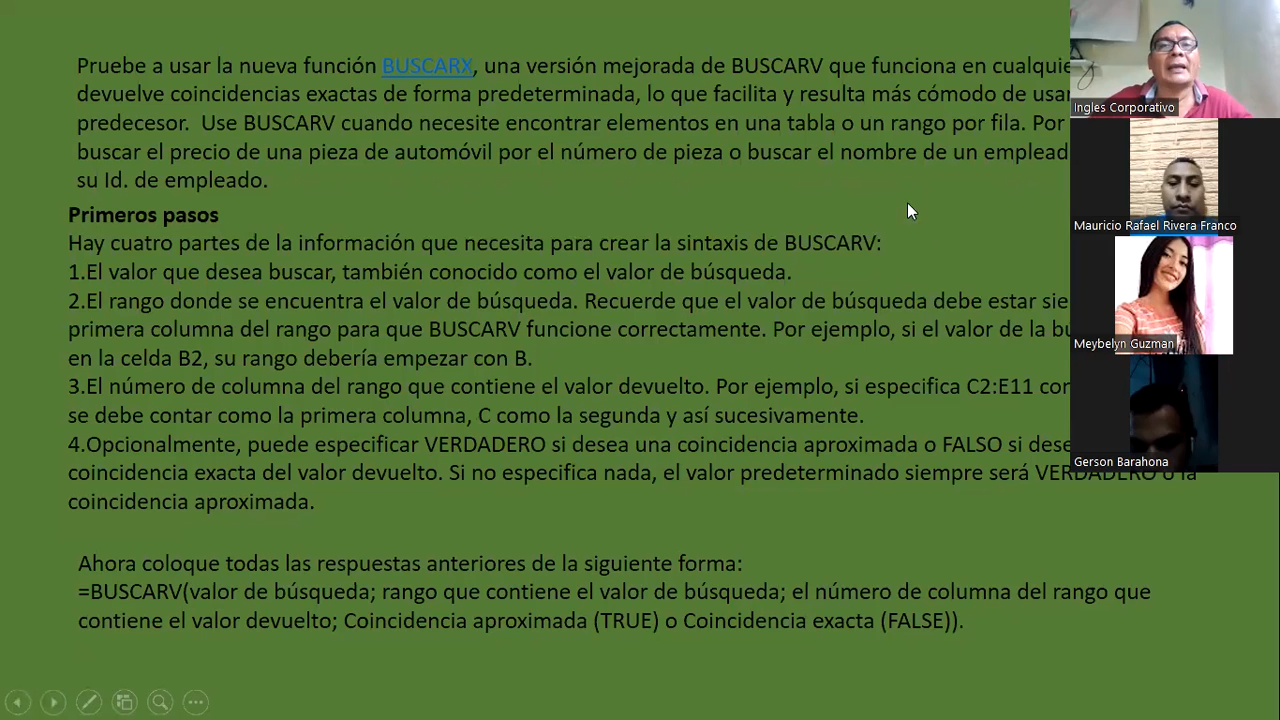 Pruebe a usar la nueva función BUSCARX, una versión mejorada de BUSCARV que funciona en
devuelve coincidencias exactas de forma predeterminada, lo que facilita y resulta más cómodo de
predecesor. Use BUSCARV cuando necesite encontrar elementos en una tabla o un rango por fila. Por
buscar el precio de una pieza de automóvil por el número de pieza o buscar el nombre de un
su Id. de empleado.
Primeros pasos
Hay cuatro partes de la información que necesita para crear la sintaxis de BUSCARV:
1.El valor que desea buscar, también conocido como el valor de búsqueda.
2.El rango donde se encuentra el valor de búsqueda. Recuerde que el valor de búsqueda debe estar
primera columna del rango para que BUSCARV funcione correctamente. Por ejemplo, si el valor de la
en la celda B2, su rango debería empezar con B.
3.El número de columna del rango que contiene el valor devuelto. Por ejemplo, si especifica C2:E11
se debe contar como la primera columna, C como la segunda y así sucesivamente.
4.Opcionalmente, puede especificar VERDADERO si desea una coincidencia aproximada o FALSO si
coincidencia exacta del valor devuelto. Si no especifica nada, el valor predeterminado siempre será VERDADERO o la
coincidencia aproximada.
Ahora coloque todas las respuestas anteriores de la siguiente forma:
=BUSCARV(valor de búsqueda; rango que contiene el valor de búsqueda; el número de columna del rango que
contiene el valor devuelto; Coincidencia aproximada (TRUE) o Coincidencia exacta (FALSE)).
Ingles Corporativo
Mauricio Rafael Rivera Franco
Meybelyn Guzman
Gerson Barahona